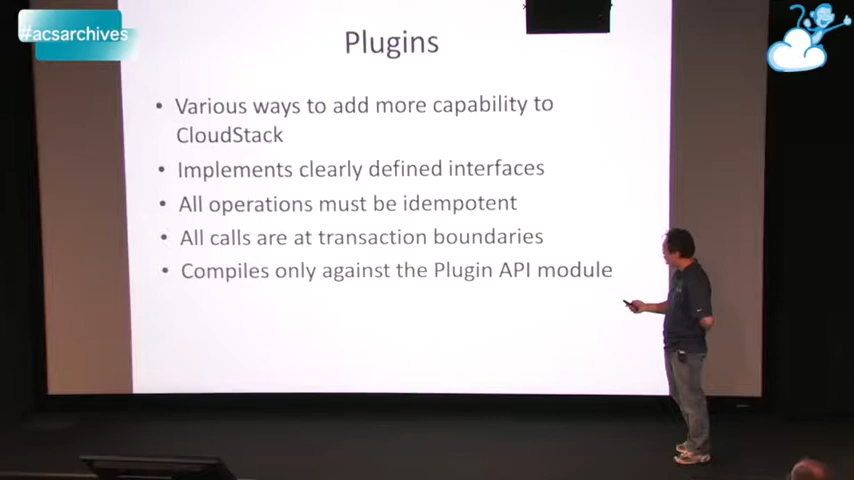 #acsarchives
Plugins
• Various ways to add more capability to
CloudStack
• Implements clearly defined interfaces
• All operations must be idempotent
• All calls are at transaction boundaries
• Compiles only against the Plugin API module